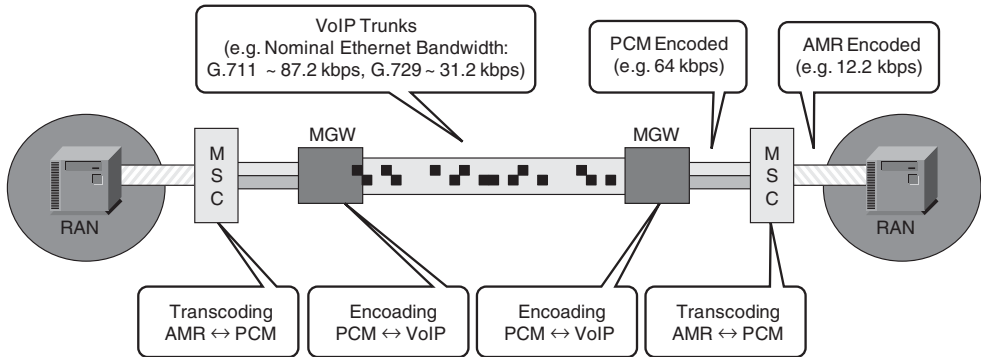 VoIP Trunks
(e.g. Nominal Ethernet Bandwidth:
G.711 ~ 87.2 kbps, G.729 ~ 31.2 kbps)
PCM Encoded
(e.g. 64 kbps)
AMR Encoded
(e.g. 12.2 kbps)
RAN
M
S
C
MGW
MGW
M
S
C
RAN
Transcoding
AMR ↔ PCM
Encoading
PCM ↔ VoIP
Encoading
PCM ↔ VoIP
Transcoding
AMR ↔ PCM